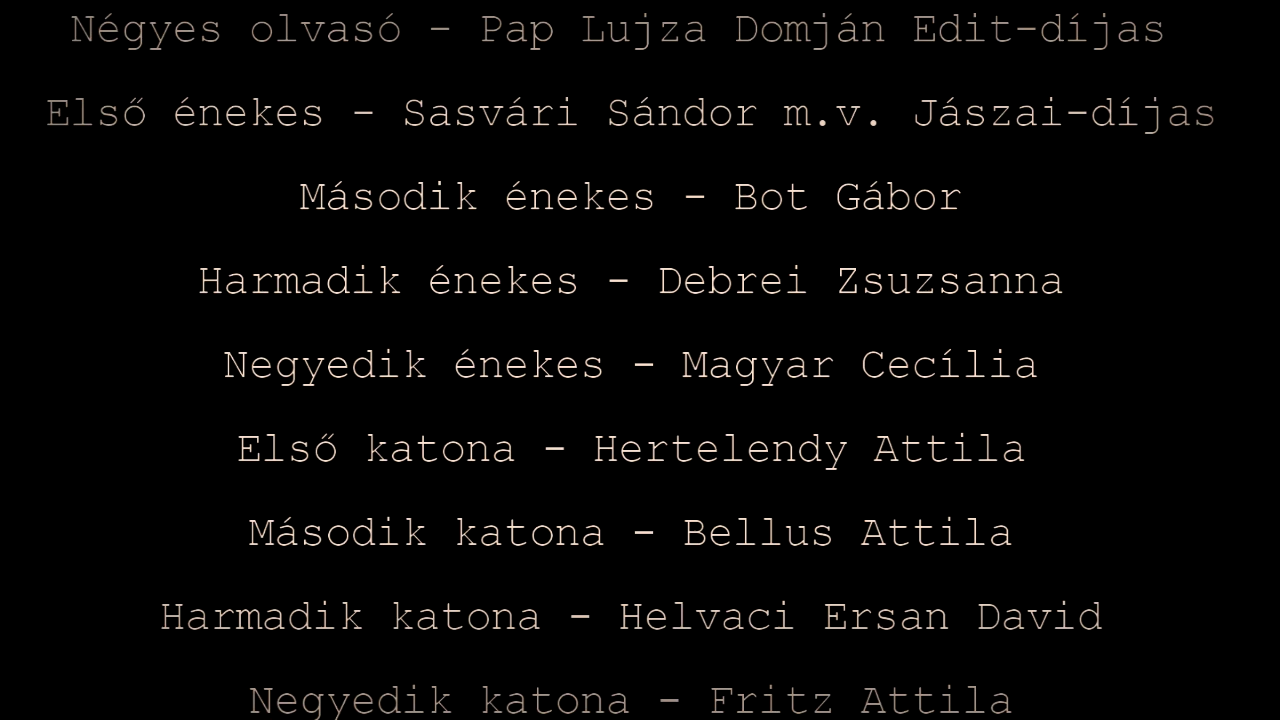 Négyes olvasó - Pap Lujza Domján Edit-díjas
Első énekes - Sasvári Sándor m.v. Jászai-díjas
Második énekes - Bot Gábor
Harmadik énekes - Debrei Zsuzsanna
Negyedik énekes - Magyar Cecília
Első katona - Hertelendy Attila
Második katona - Bellus Attila
Harmadik katona - Helvaci Ersan David
Negyedik katona - Fritz Attila